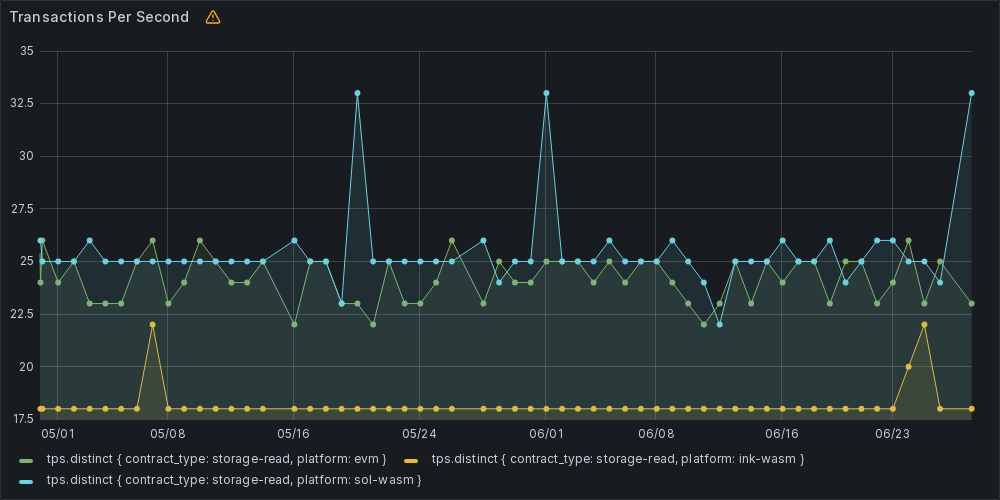 Transactions Per Second
35
32.5
30
27.5
25
22.5
20
17.5
05/01 05/08 05/16 05/24 06/01 06/08 06/16 06/23
tps.distinct { contract_type: storage-read, platform: evm } tps.distinct { contract_type: storage-read, platform: ink-wasm }
tps.distinct { contract_type: storage-read, platform: sol-wasm }